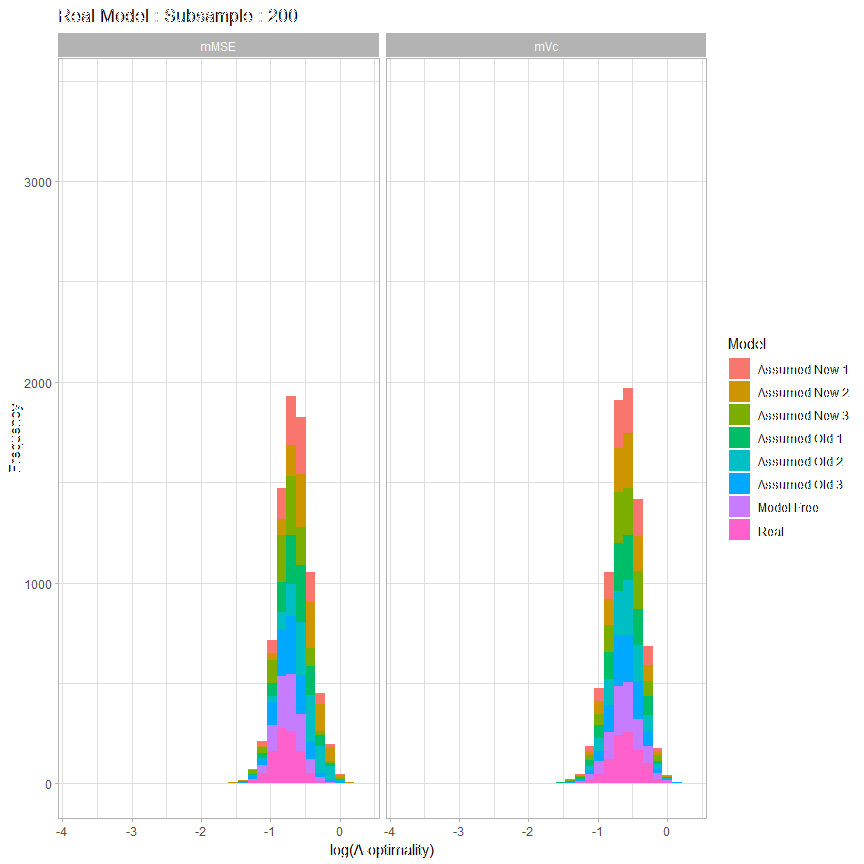 Real Model : Subsample : 200
mMSE
mVc
3000
2000
1000
0
Frequency
-4 -3 -2 -1 0
-4 -3 -2 -1 0
log(A-optimality)
Model
Assumed New 1
Assumed New 2
Assumed New 3
Assumed Old 1
Assumed Old 2
Assumed Old 3
Model Free
Real